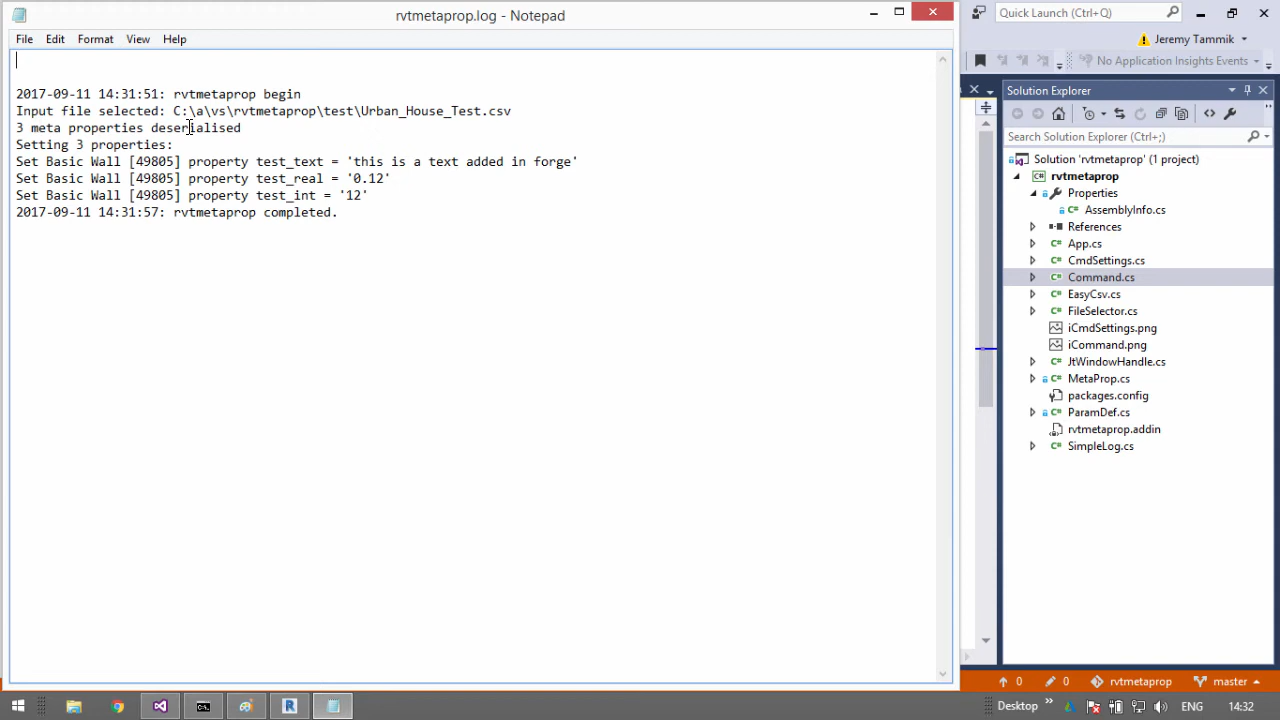 rvtmetaprop.log - Notepad
File Edit Format View Help
2017-09-11 14:31:51: rvtmetaprop begin
Input file selected: C:\a\vs\rvtmetaprop\test\Urban_House_Test.csv
3 meta properties deserialised
Setting 3 properties:
Set Basic Wall [49805] property test_text = 'this is a text added in forge'
Set Basic Wall [49805] property test_real = '0.12'
Set Basic Wall [49805] property test_int = '12'
2017-09-11 14:31:57: rvtmetaprop completed.
Quick Launch (Ctrl+Q)
Jeremy Tammik
No Application Insights Events
Solution Explorer
Search Solution Explorer (Ctrl+;)
Solution 'rvtmetaprop' (1 project)
C# rvtmetaprop
Properties
C# AssemblyInfo.cs
References
C# App.cs
C# CmdSettings.cs
C# Command.cs
C# EasyCsv.cs
C# FileSelector.cs
iCmdSettings.png
iCommand.png
C# JtWindowHandle.cs
C# MetaProp.cs
packages.config
C# ParamDef.cs
rvtmetaprop.addin
C# SimpleLog.cs
0 0 rvtmetaprop master
R Desktop ENG 14:32